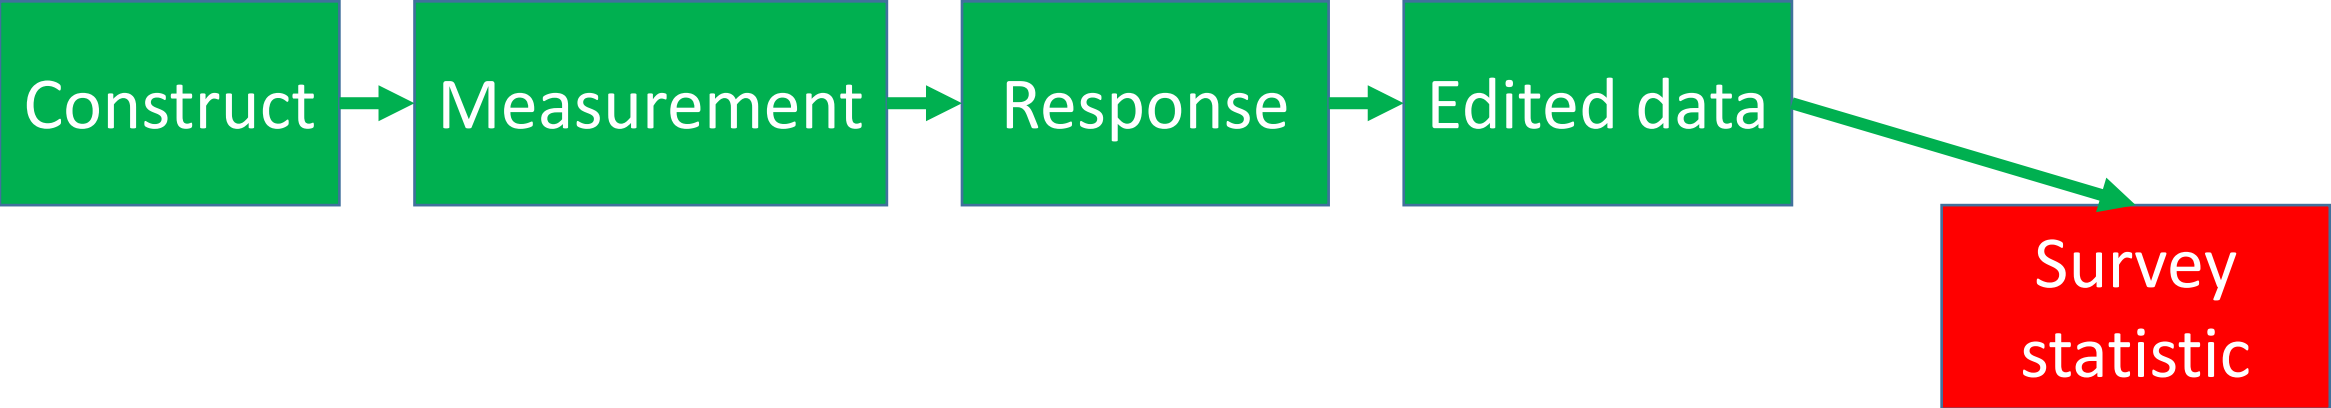 Construct
Measurement
Response
Edited data
Survey
statistic